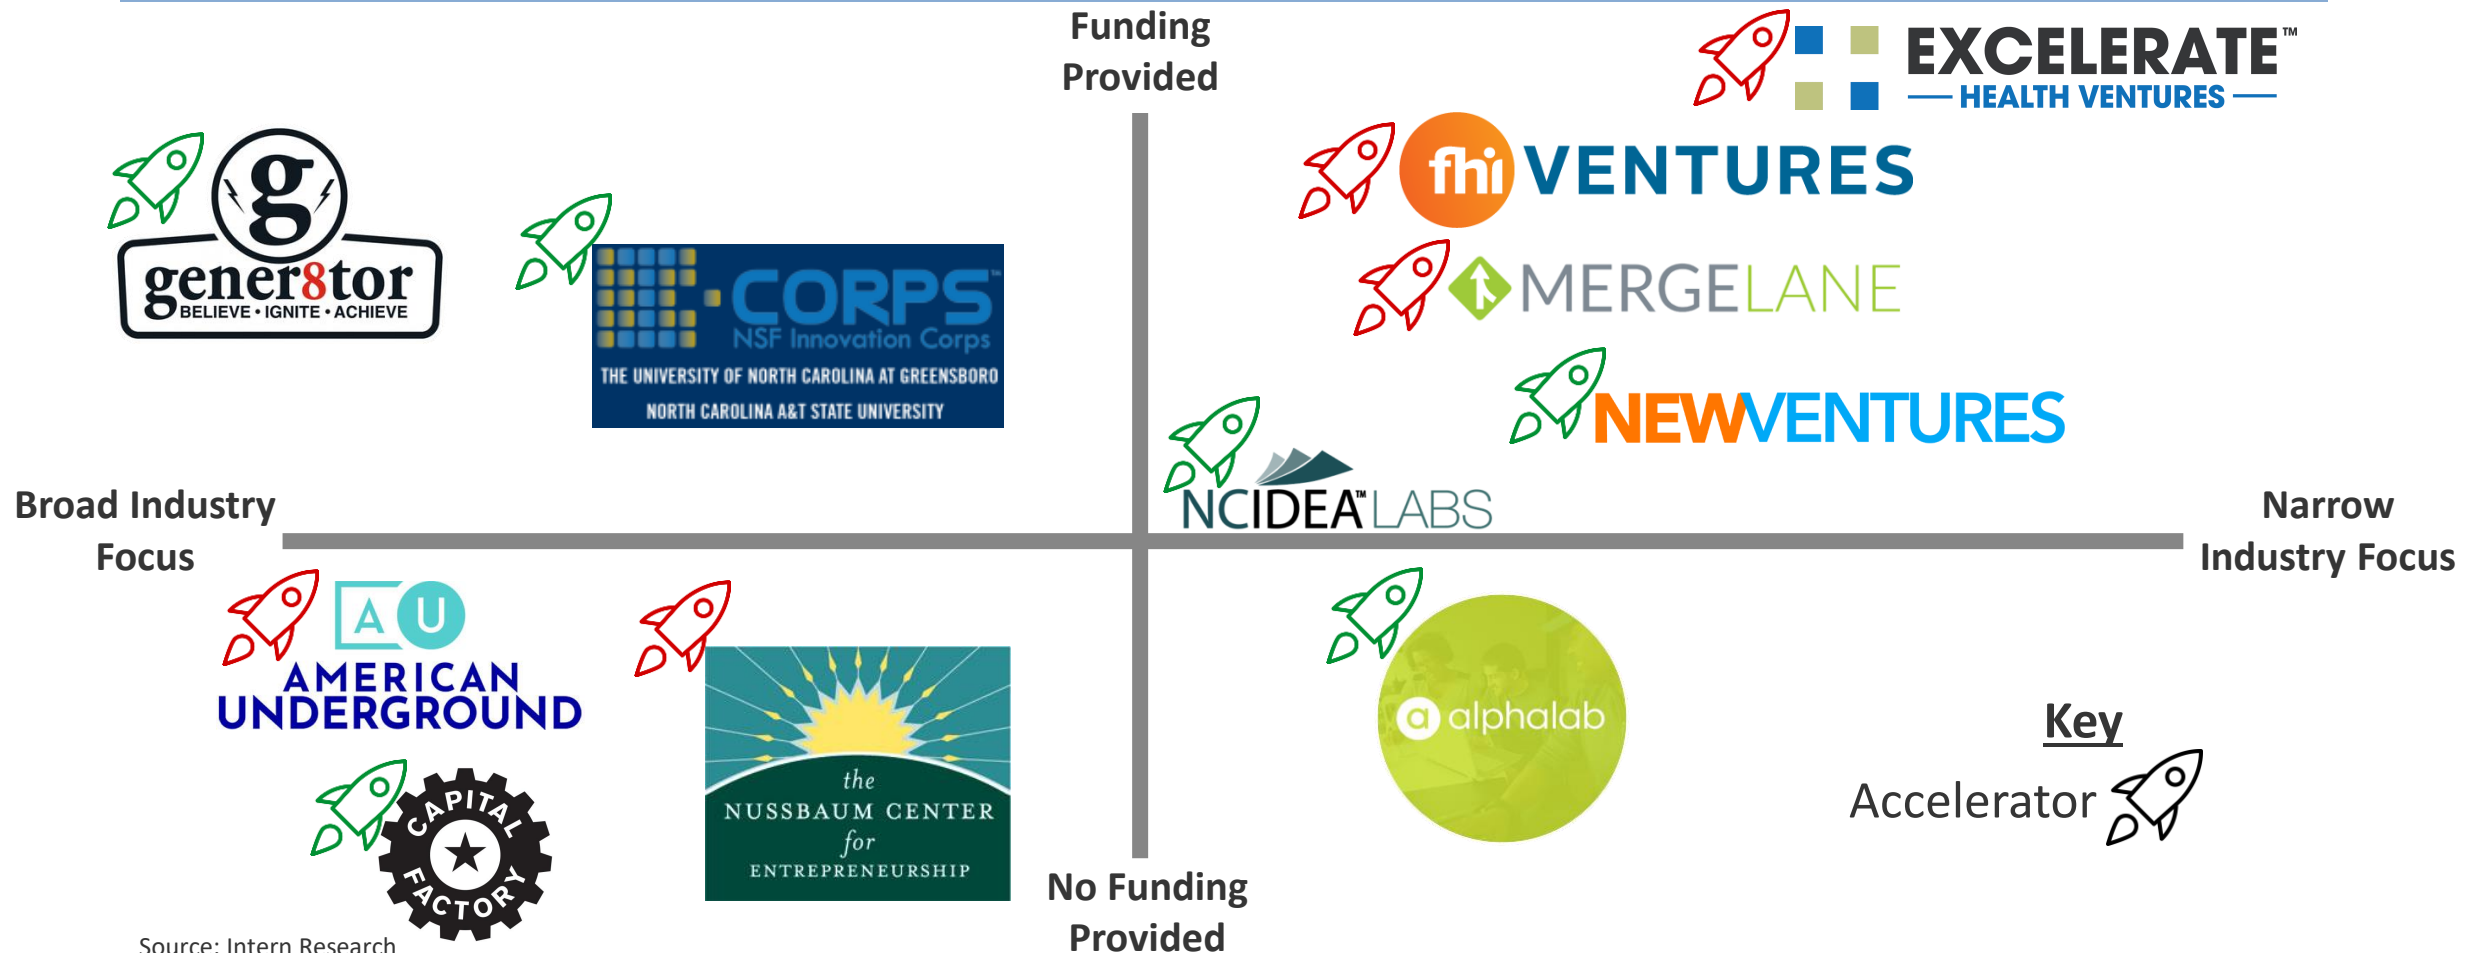 Funding
Provided
EXCELERATE™
HEALTH VENTURES
fhi VENTURES
g
gener8tor
BELIEVE • IGNITE • ACHIEVE
MERGELANE
I-CORPS™
NSF Innovation Corps
THE UNIVERSITY OF NORTH CAROLINA AT GREENSBORO
NORTH CAROLINA A&T STATE UNIVERSITY
NEWVENTURES
NCIDEA™ LABS
Broad Industry
Focus
Narrow
Industry Focus
A U
AMERICAN
UNDERGROUND
the
NUSSBAUM CENTER
for
ENTREPRENEURSHIP
a alphalab
Key
Accelerator
CAPITAL
FACTORY
No Funding
Provided
Source: Intern Research